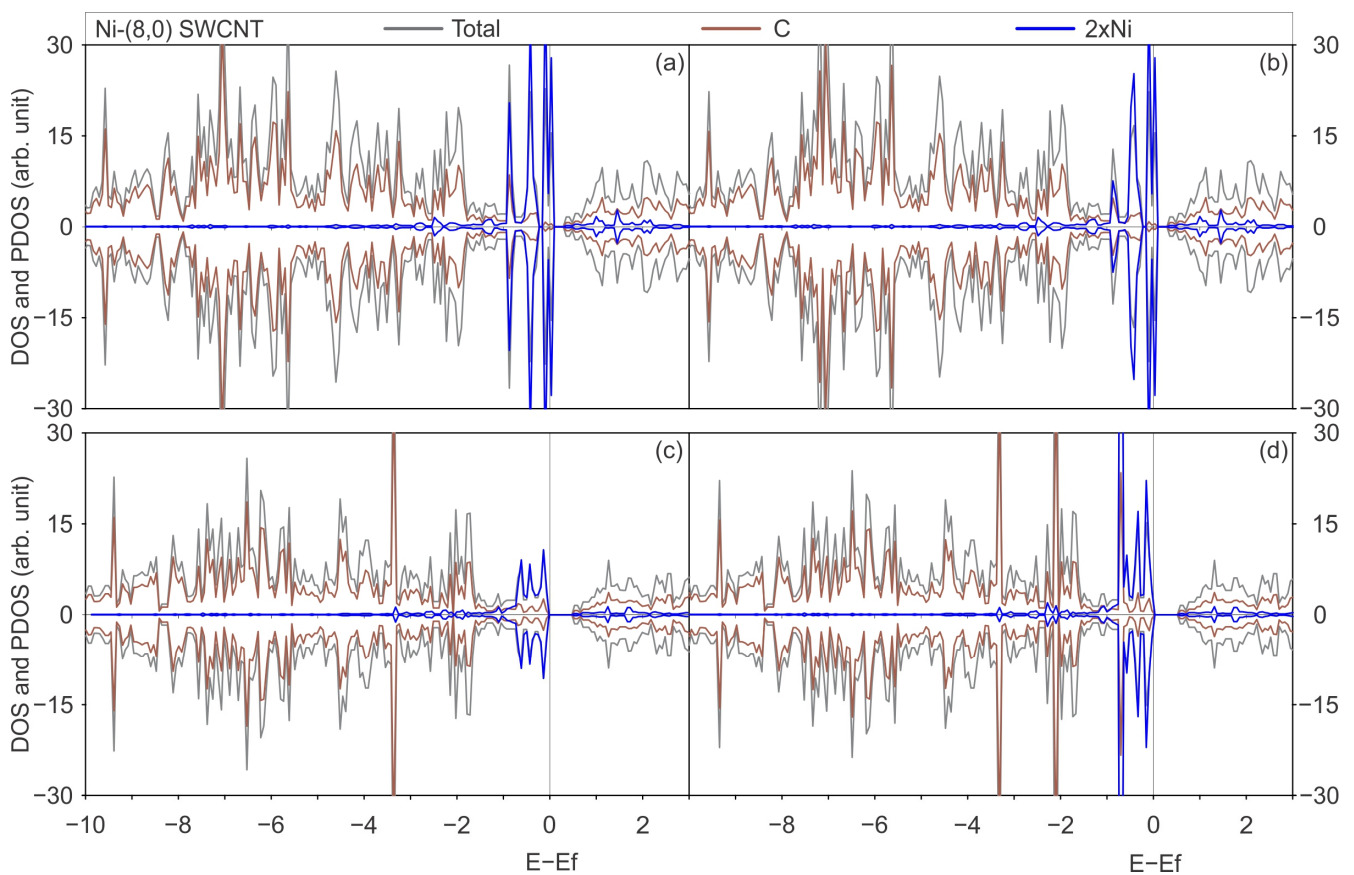 Ni-(8,0) SWCNT Total C 2xNi
30 (a) (b) 30
15 15
0 0
−15 −15
−30 −30
DOS and PDOS (arb. unit)
30 (c) (d) 30
15 15
0 0
−15 −15
−30 −30
DOS and PDOS (arb. unit)
−10 −8 −6 −4 −2 0 2 −6 −4 −2 0 2
E−Ef E−Ef